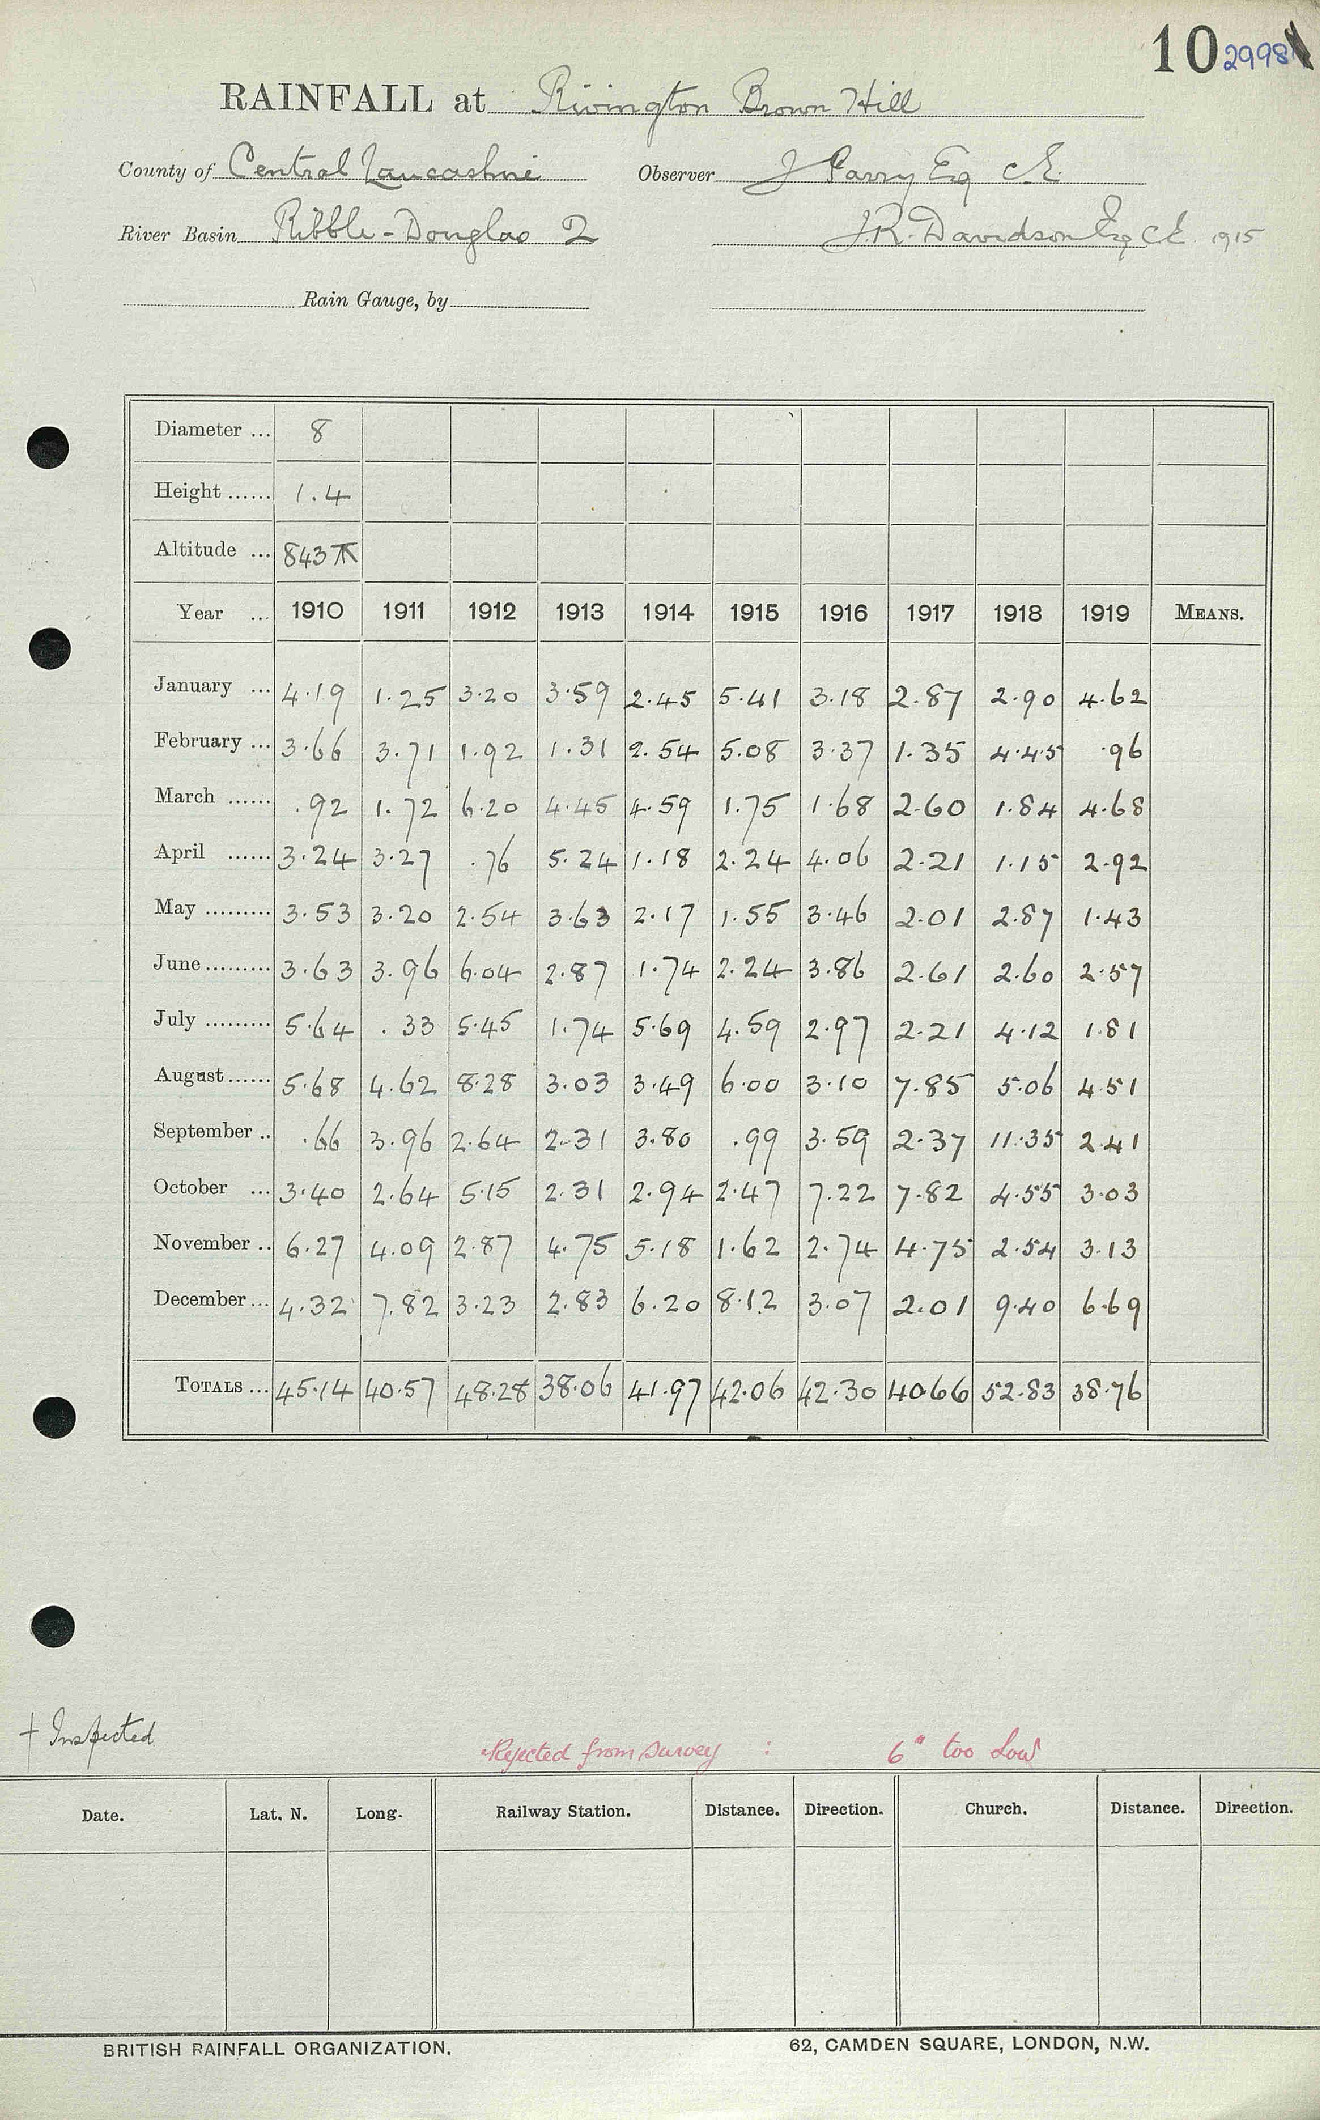 10 2998
RAINFALL at Rivington Brown Hill
County of Central Lancashire Observer J Parry Esq C.E.
River Basin Ribble - Douglas 2 J.R. Davidson Esq C E. 1915
Rain Gauge, by
Diameter ... 8
Height ...... 1.4
Altitude ... 843
Year ... 1910 1911 1912 1913 1914 1915 1916 1917 1918 1919 MEANS.
January ... 4.19 1.25 3.20 3.59 2.45 5.41 3.18 2.87 2.90 4.62
February ... 3.66 3.71 1.92 1.31 2.54 5.08 3.37 1.35 4.45 .96
March ...... .92 1.72 6.20 4.45 4.59 1.75 1.68 2.60 1.84 4.68
April ...... 3.24 3.27 .76 5.24 1.18 2.24 4.06 2.21 1.15 2.92
May ......... 3.53 3.20 2.54 3.63 2.17 1.55 3.46 2.01 2.87 1.43
June ......... 3.63 3.96 6.04 2.87 1.74 2.24 3.86 2.61 2.60 2.57
July ......... 5.64 .33 5.45 1.74 5.69 4.59 2.97 2.21 4.12 1.81
August ...... 5.68 4.62 8.28 3.03 3.49 6.00 3.10 7.85 5.06 4.51
September .. .66 3.96 2.64 2.31 3.80 .99 3.59 2.37 11.35 2.41
October ... 3.40 2.64 5.15 2.31 2.94 2.47 7.22 7.82 4.55 3.03
November .. 6.27 4.09 2.87 4.75 5.18 1.62 2.74 4.75 2.54 3.13
December ... 4.32 7.82 3.23 2.83 6.20 8.12 3.07 2.01 9.40 6.69
TOTALS ... 45.14 40.57 48.28 38.06 41.97 42.06 42.30 40.66 52.83 38.76
† Inspected
Rejected from Survey : 6" too low
Date. Lat. N. Long. Railway Station. Distance. Direction. Church. Distance. Direction.
BRITISH RAINFALL ORGANIZATION. 62, CAMDEN SQUARE, LONDON, N.W.